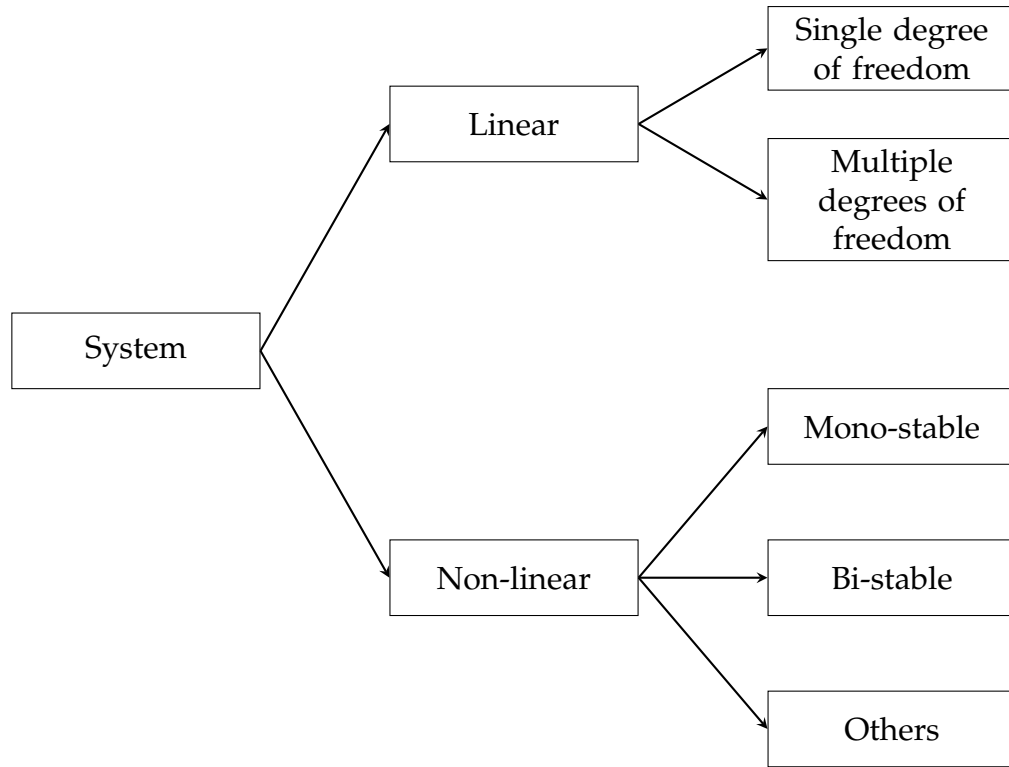 Single degree
of freedom
Linear
Multiple
degrees of
freedom
System
Mono-stable
Non-linear
Bi-stable
Others